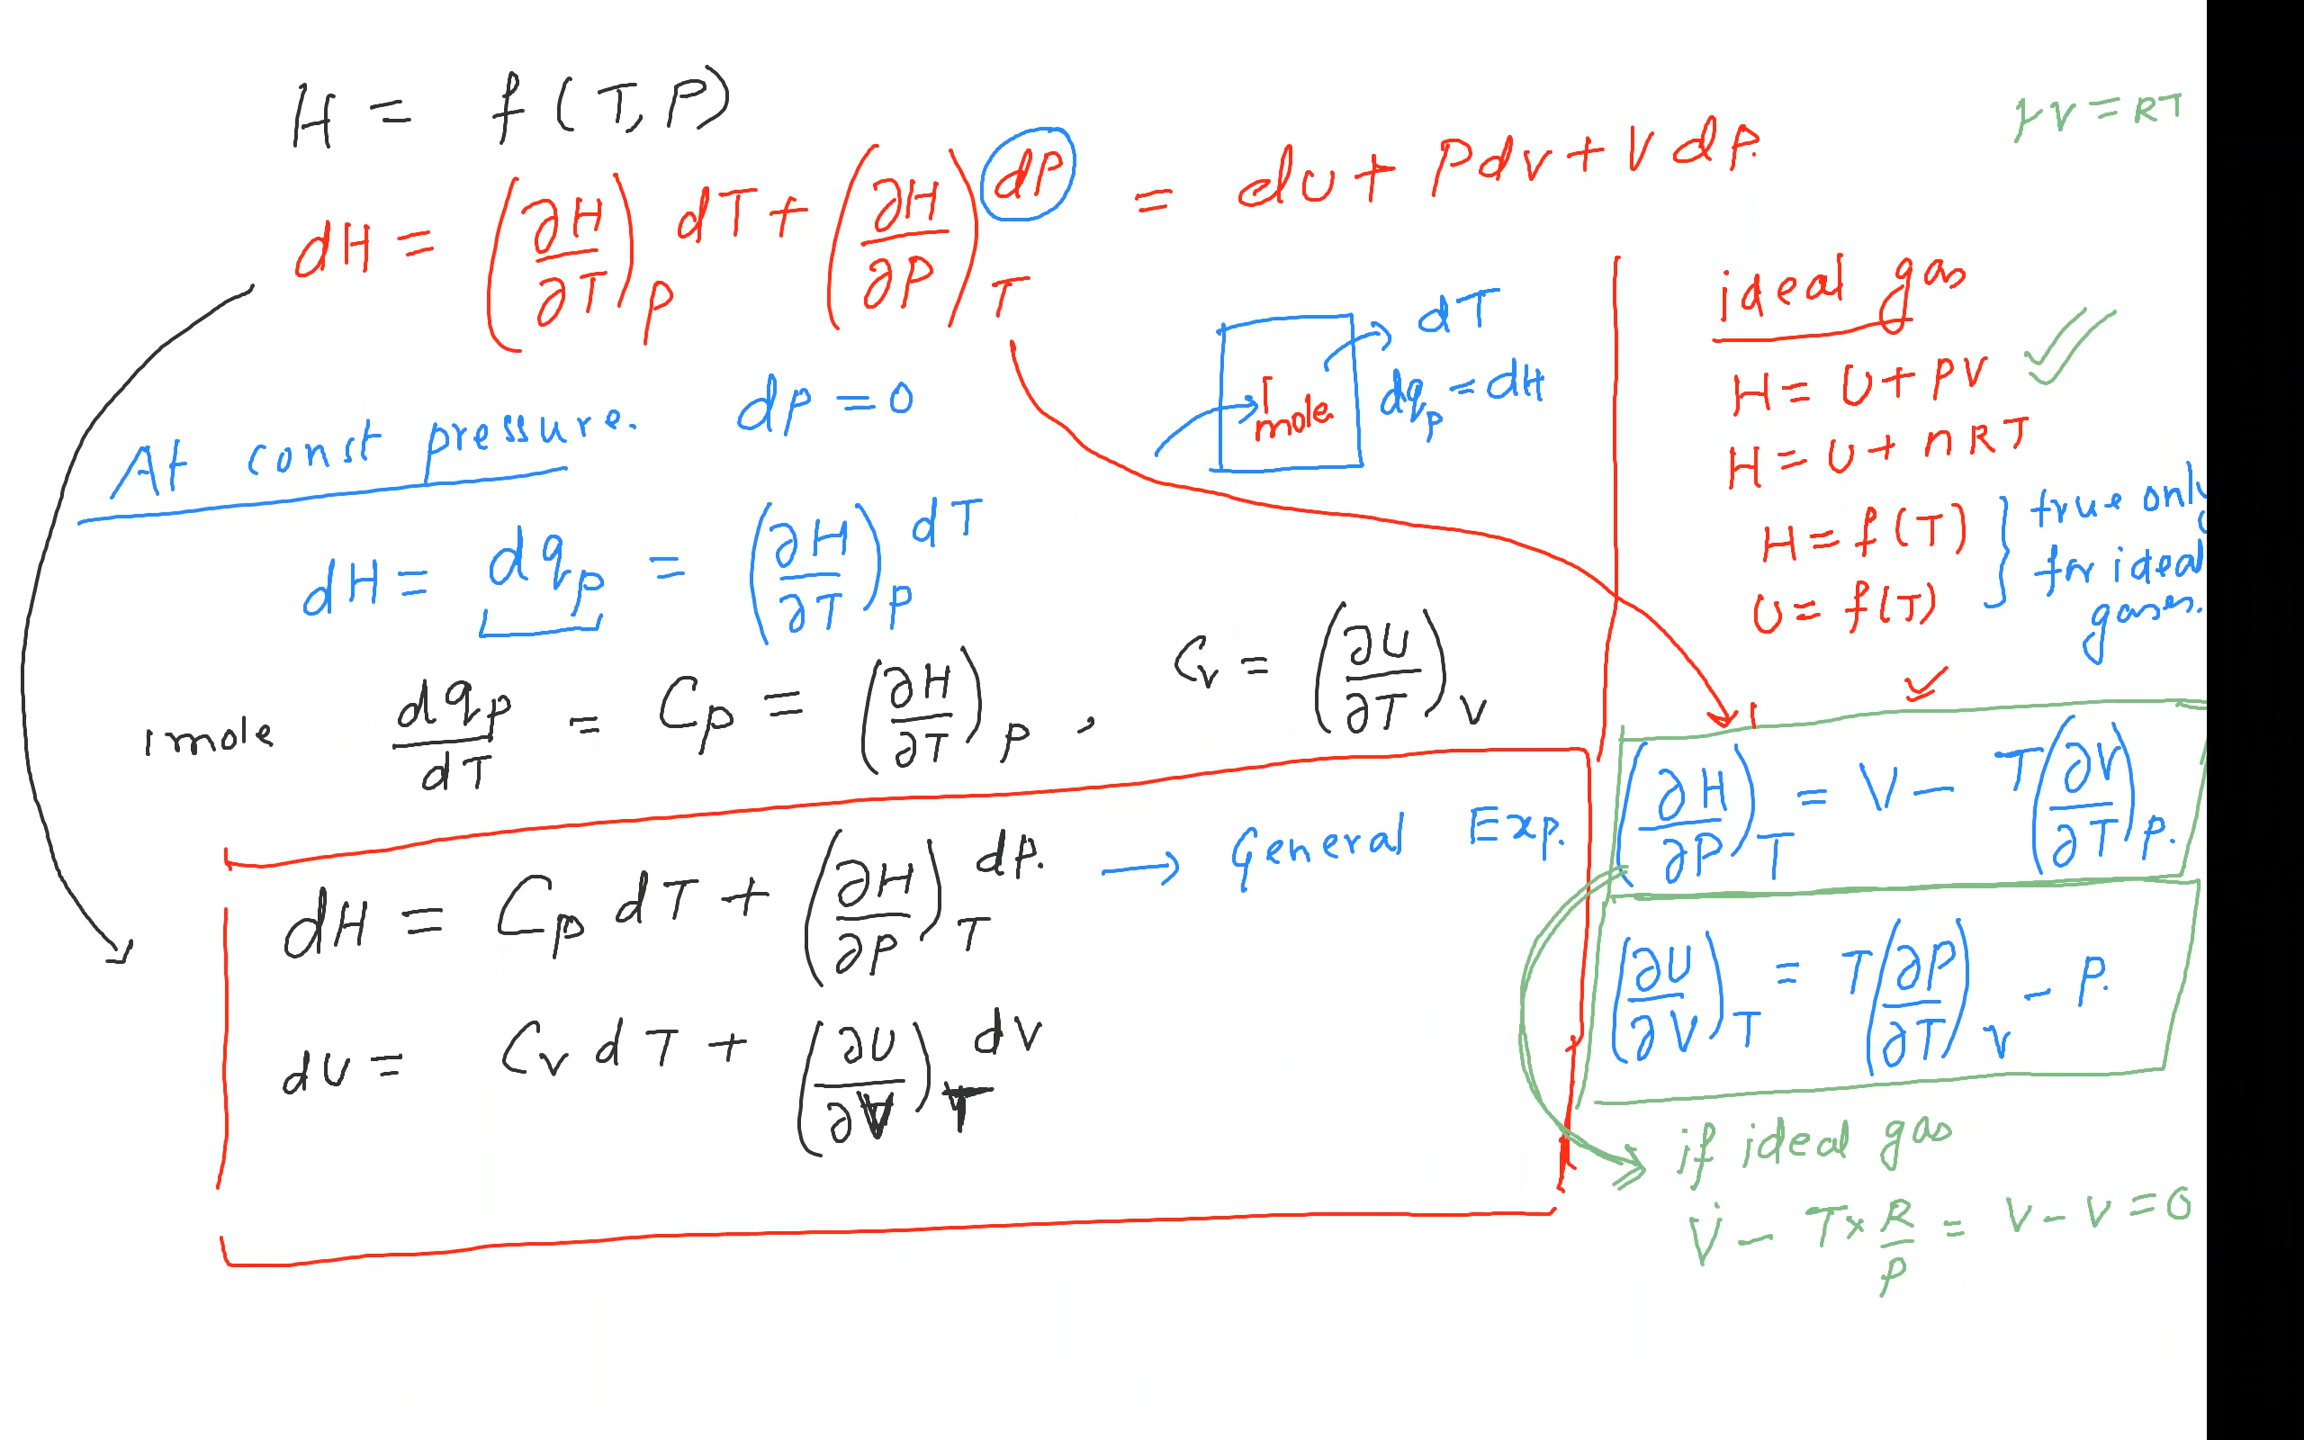 H = f (T, P)
PV = RT
dH = (∂H/∂T)_P dT + (∂H/∂P)_T dP = dU + PdV + V dP.
At const pressure. dP = 0
1 mole
dT
dq_p = dH
dH = dq_p = (∂H/∂T)_P dT
1 mole dq_p/dT = C_p = (∂H/∂T)_P , C_v = (∂U/∂T)_V
dH = C_p dT + (∂H/∂P)_T dP. → General Exp.
dU = C_v dT + (∂U/∂V)_T dV
ideal gas
H = U + PV
H = U + nRT
H = f(T)
U = f(T)
} true only
for ideal
gases.
(∂H/∂P)_T = V – T(∂V/∂T)_P.
(∂U/∂V)_T = T(∂P/∂T)_V – P.
if ideal gas
V – T × R/P = V – V = 0